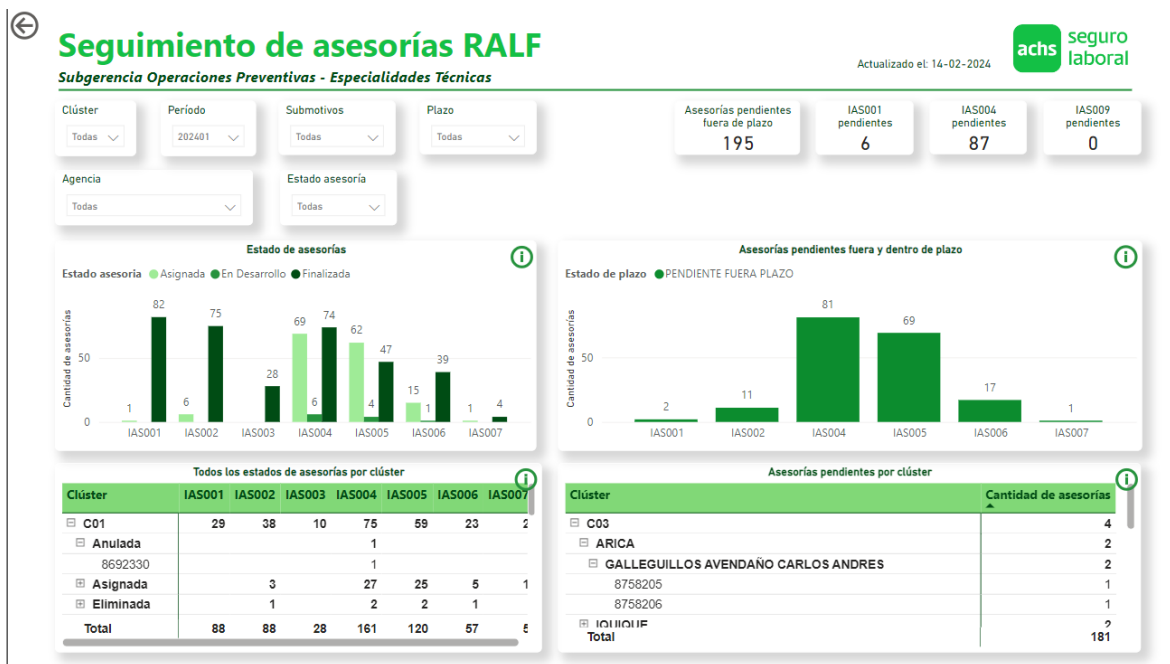 Seguimiento de asesorías RALF
Subgerencia Operaciones Preventivas - Especialidades Técnicas
Actualizado el: 14-02-2024
achs seguro laboral
Clúster
Todas
Período
202401
Submotivos
Todas
Plazo
Todas
Asesorías pendientes fuera de plazo
195
IAS001 pendientes
6
IAS004 pendientes
87
IAS009 pendientes
0
Agencia
Todas
Estado asesoría
Todas
Estado de asesorías
Estado asesoria Asignada En Desarrollo Finalizada
Cantidad de asesorías
50
0
1 82 6 75 28 69 6 74 62 4 47 15 1 39 1 4
IAS001 IAS002 IAS003 IAS004 IAS005 IAS006 IAS007
Asesorías pendientes fuera y dentro de plazo
Estado de plazo PENDIENTE FUERA PLAZO
Cantidad de asesorías
50
0
2 11 81 69 17 1
IAS001 IAS002 IAS004 IAS005 IAS006 IAS007
Todos los estados de asesorías por clúster
Clúster IAS001 IAS002 IAS003 IAS004 IAS005 IAS006 IAS007
C01 29 38 10 75 59 23 2
Anulada 1
8692330 1
Asignada 3 27 25 5 1
Eliminada 1 2 2 1
Total 88 88 28 161 120 57 5
Asesorías pendientes por clúster
Clúster Cantidad de asesorías
C03 4
ARICA 2
GALLEGUILLOS AVENDAÑO CARLOS ANDRES 2
8758205 1
8758206 1
IQUIQUE 2
Total 181